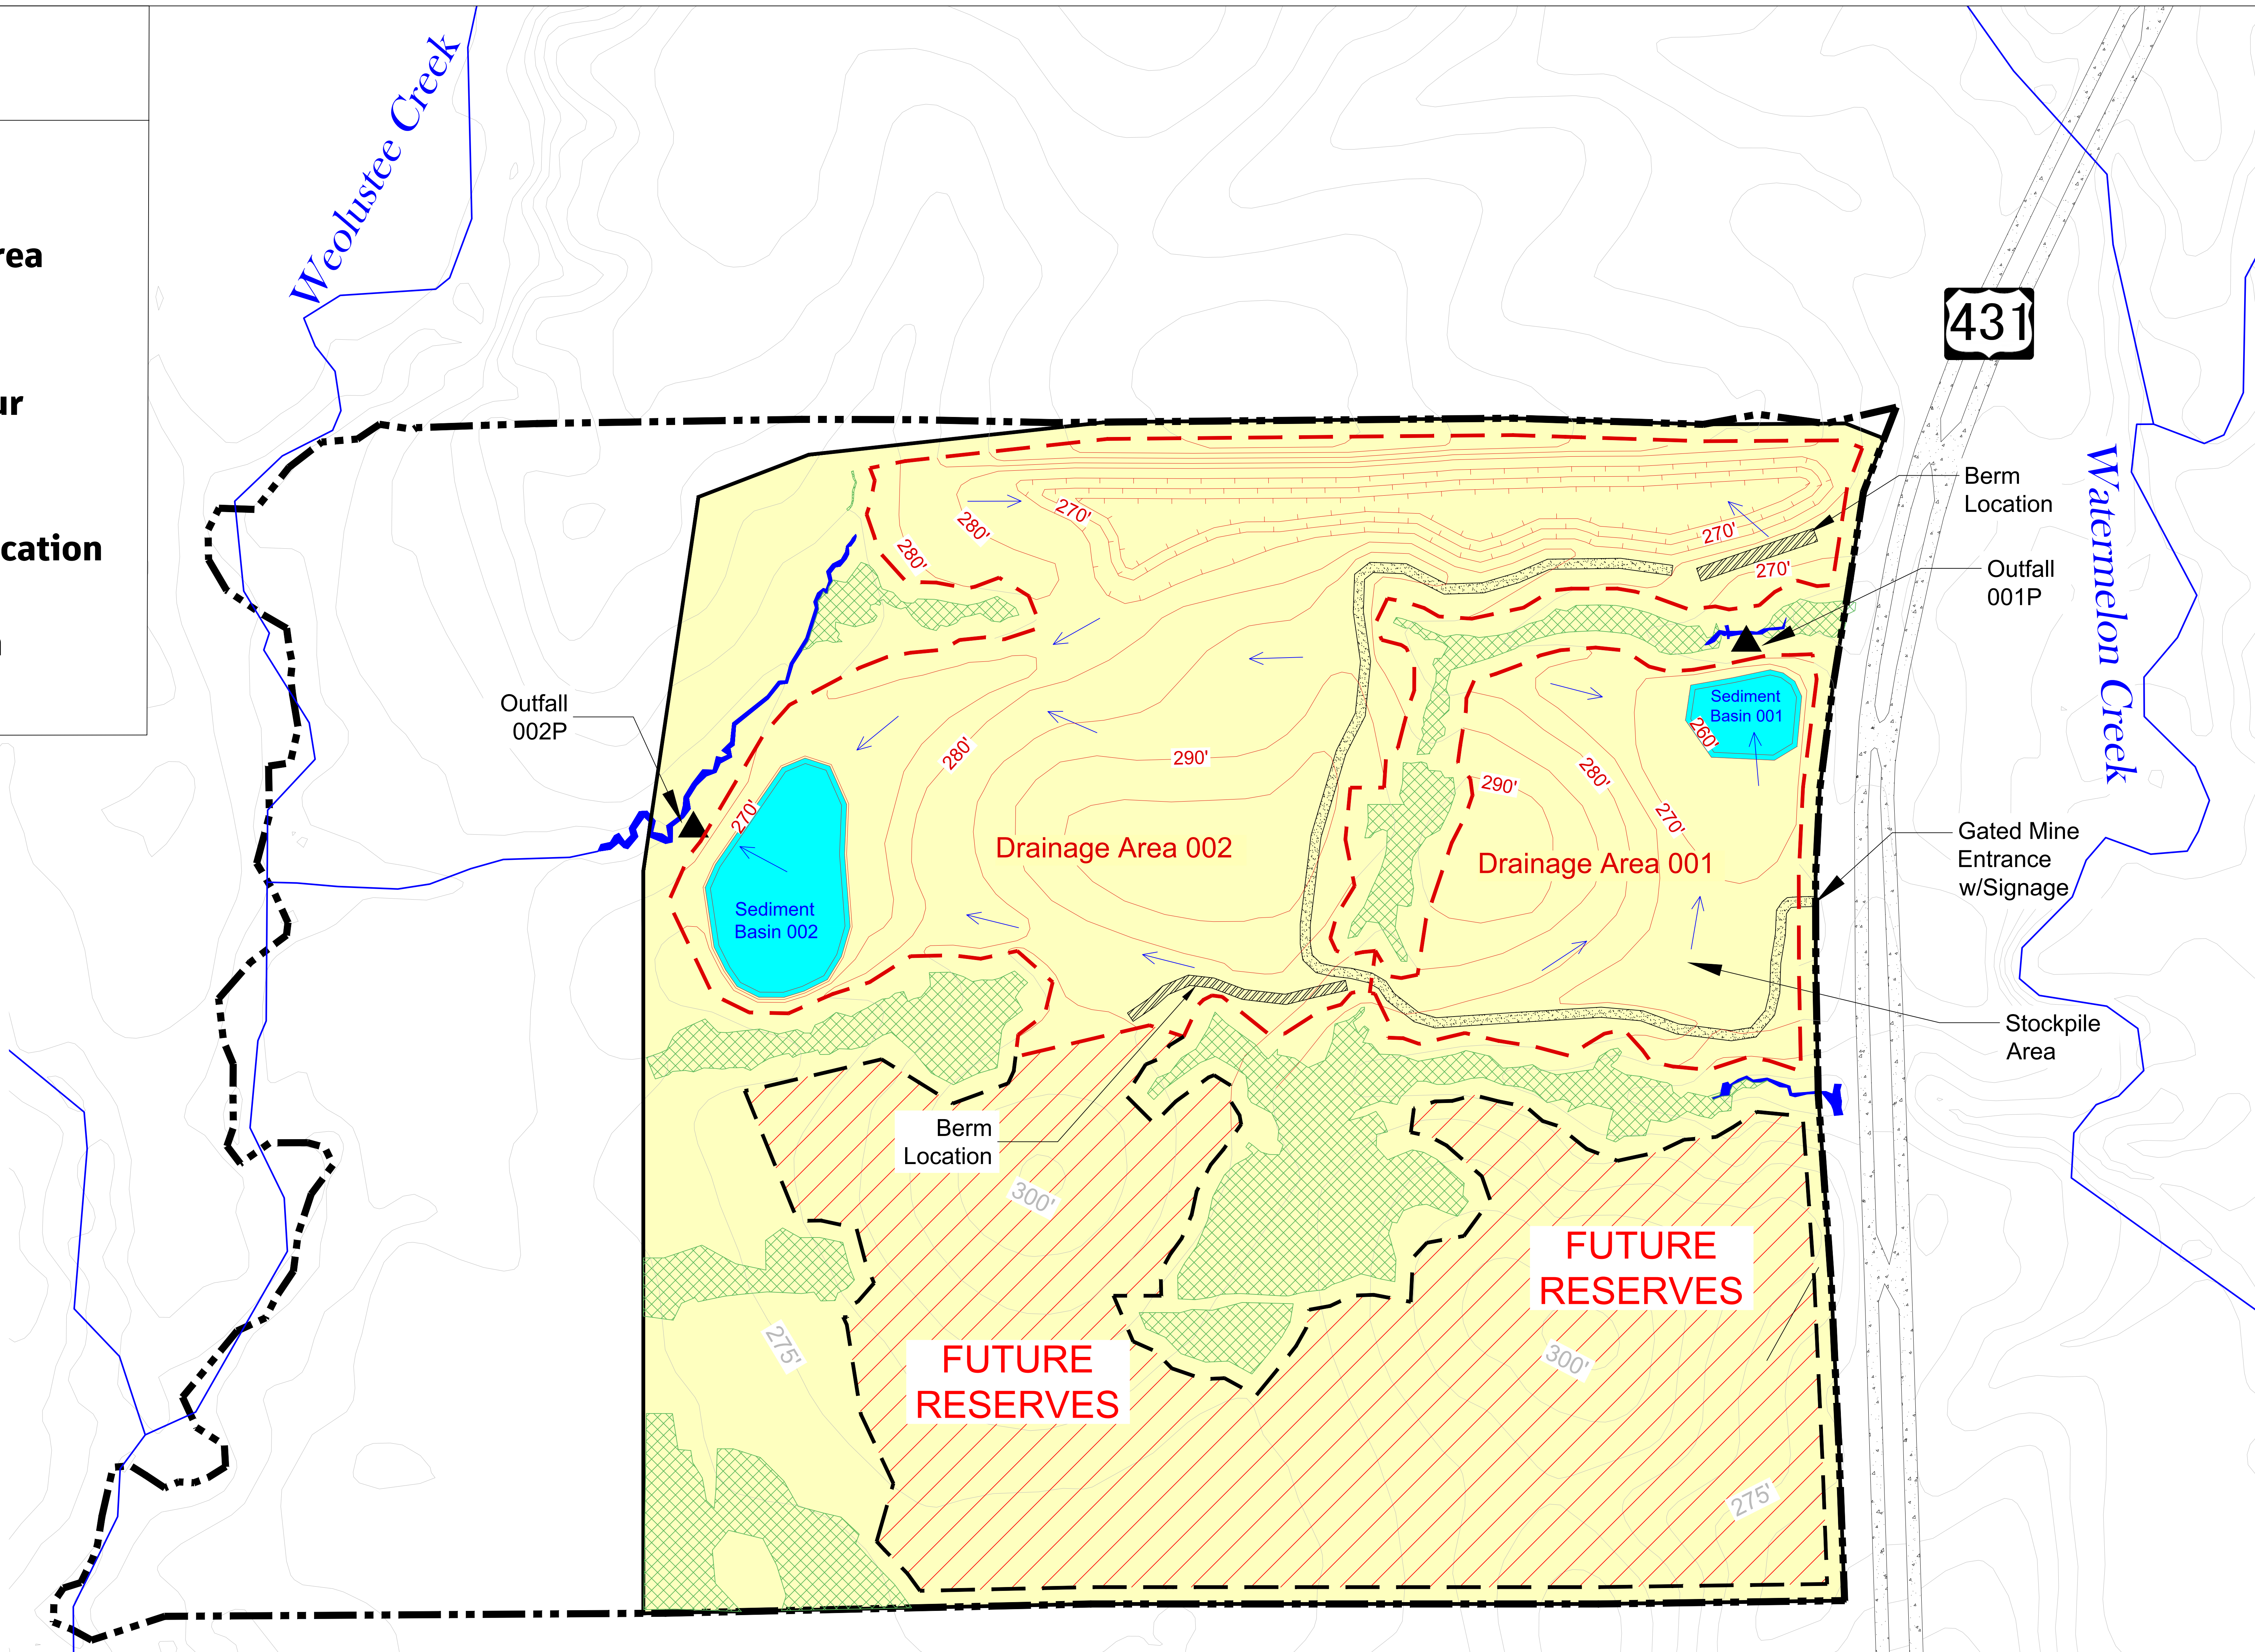 Weolustee Creek
rea
ur
cation
431
Watermelon Creek
Berm
Location
Outfall
001P
270'
280'
280'
270'
270'
Outfall
002P
Sediment
Basin 001
260'
280'
290'
290'
280'
270'
270'
Drainage Area 002
Drainage Area 001
Gated Mine
Entrance
w/Signage
Sediment
Basin 002
Stockpile
Area
Berm
Location
300'
FUTURE
RESERVES
275'
FUTURE
RESERVES
300'
275'